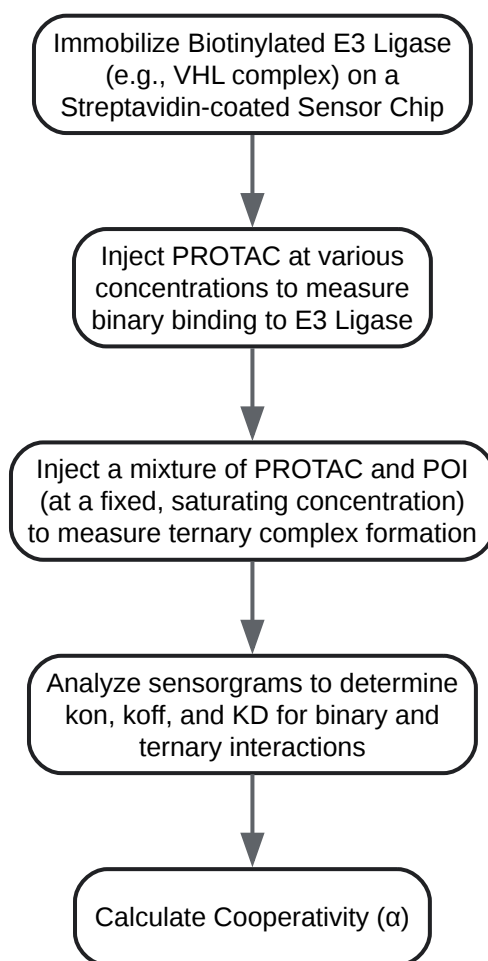 Immobilize Biotinylated E3 Ligase
(e.g., VHL complex) on a
Streptavidin-coated Sensor Chip
Inject PROTAC at various
concentrations to measure
binary binding to E3 Ligase
Inject a mixture of PROTAC and POI
(at a fixed, saturating concentration)
to measure ternary complex formation
Analyze sensorgrams to determine
kon, koff, and KD for binary and
ternary interactions
Calculate Cooperativity (α)